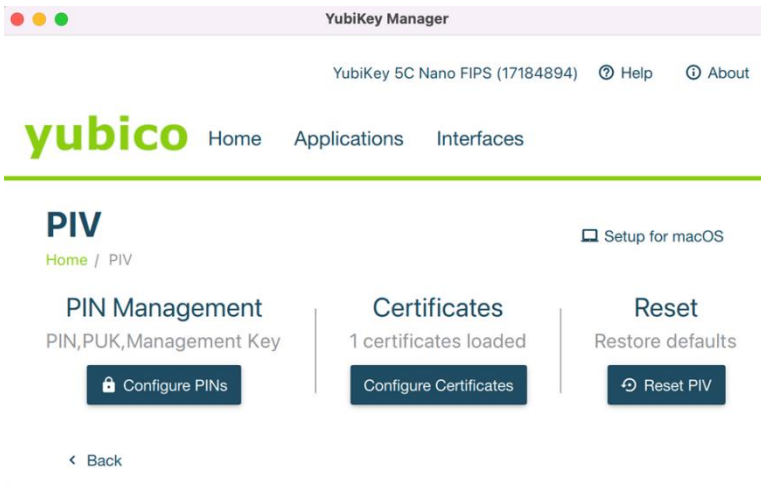 YubiKey Manager
YubiKey 5C Nano FIPS (17184894) Help About
yubico Home Applications Interfaces
PIV
Setup for macOS
Home / PIV
PIN Management Certificates Reset
PIN,PUK,Management Key 1 certificates loaded Restore defaults
Configure PINs Configure Certificates Reset PIV
Back